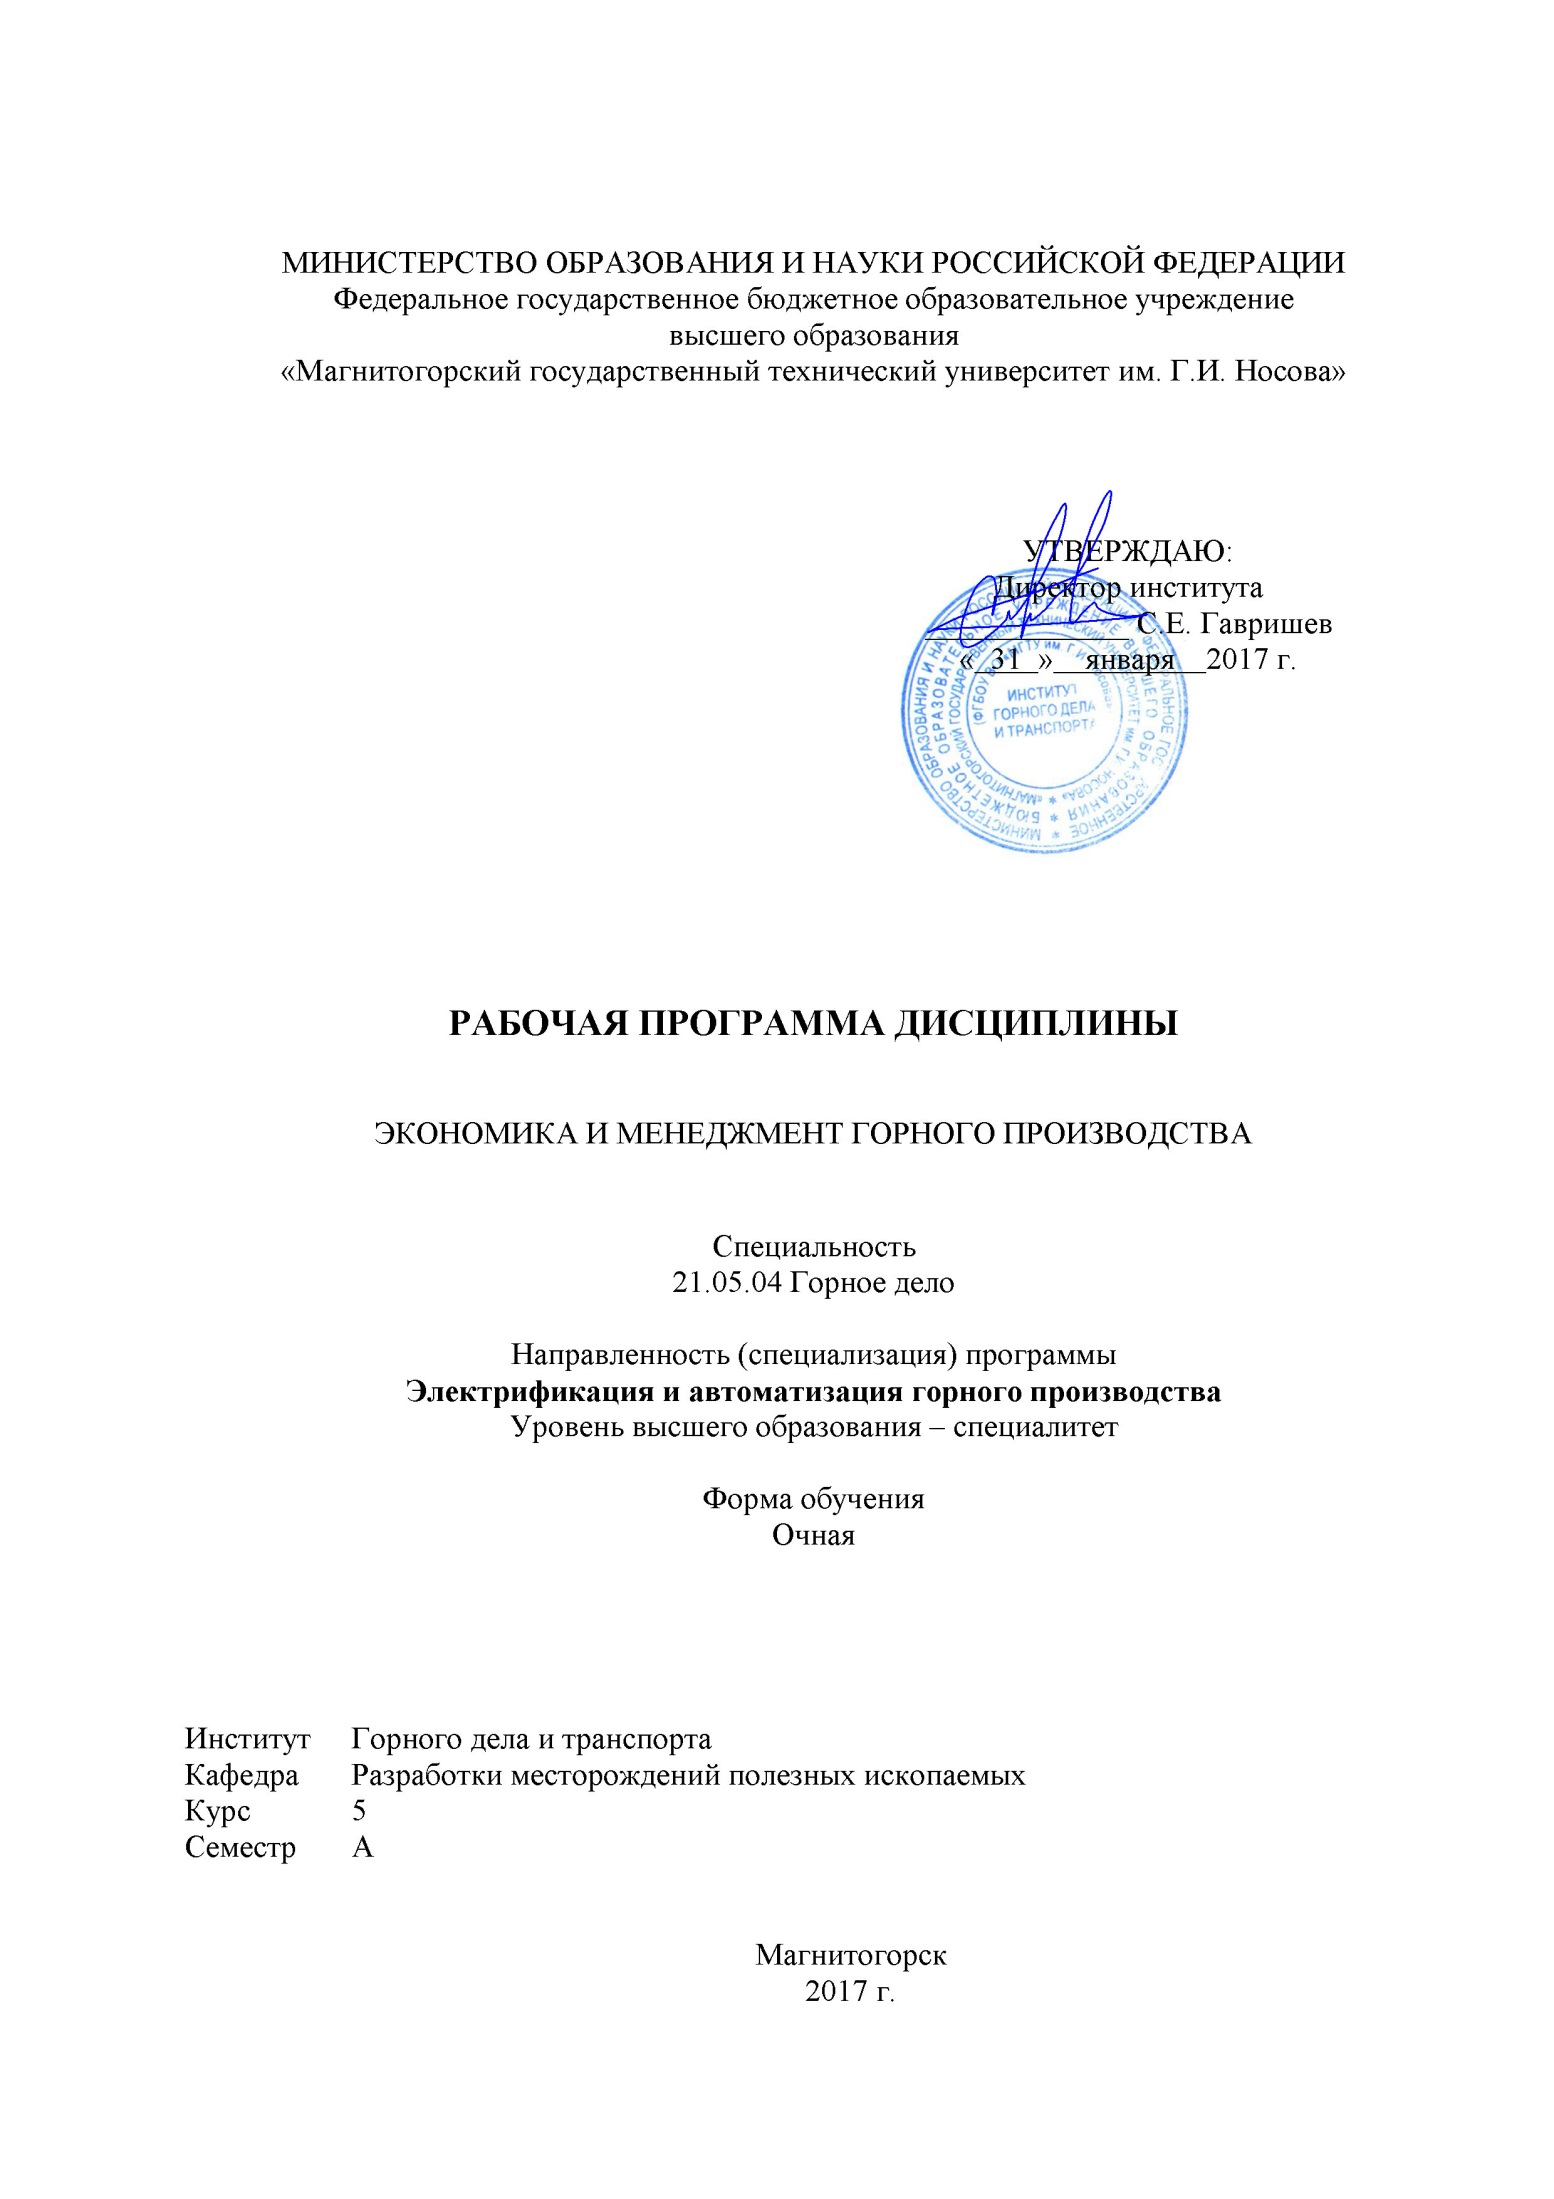 МИНИСТЕРСТВО ОБРАЗОВАНИЯ И НАУКИ РОССИЙСКОЙ ФЕДЕРАЦИИ
Федеральное государственное бюджетное образовательное учреждение
высшего образования
«Магнитогорский государственный технический университет им. Г.И. Носова»
УТВЕРЖДАЮ:
Директор института
_____________ С.Е. Гавришев
«_31_»__января__2017 г.
ИНСТИТУТ
ГОРНОГО ДЕЛА
И ТРАНСПОРТА
РАБОЧАЯ ПРОГРАММА ДИСЦИПЛИНЫ
ЭКОНОМИКА И МЕНЕДЖМЕНТ ГОРНОГО ПРОИЗВОДСТВА
Специальность
21.05.04 Горное дело
Направленность (специализация) программы
Электрификация и автоматизация горного производства
Уровень высшего образования – специалитет
Форма обучения
Очная
Институт Горного дела и транспорта
Кафедра Разработки месторождений полезных ископаемых
Курс 5
Семестр А
Магнитогорск
2017 г.